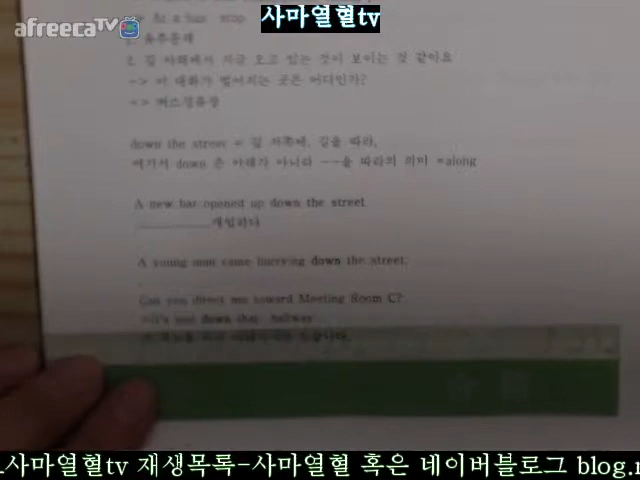 사마열혈tv
afreecaTV
At a bus stop
2. 길 아래에서 지금 오고 있는 것이 보이는 것 같아요
-> 이 대화가 벌어지는 곳은 어디인가?
=> 버스정류장
down the street = 길 저쪽에, 길을 따라,
여기서 down 은 아래가 아니라 ~~을 따라의 의미 =along
A new bar opened up down the street.
개업하다
A young man came hurrying down the street.
Can you direct me toward Meeting Room C?
It's just down that hallway
사마열혈tv 재생목록-사마열혈 혹은 네이버블로그 blog.n